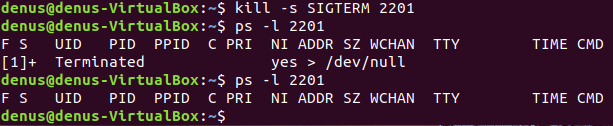 denus@denus-VirtualBox:~$ kill -s SIGTERM 2201
denus@denus-VirtualBox:~$ ps -l 2201
F S   UID   PID  PPID  C PRI  NI ADDR SZ WCHAN  TTY        TIME CMD
[1]+  Terminated              yes > /dev/null
denus@denus-VirtualBox:~$ ps -l 2201
F S   UID   PID  PPID  C PRI  NI ADDR SZ WCHAN  TTY        TIME CMD
denus@denus-VirtualBox:~$